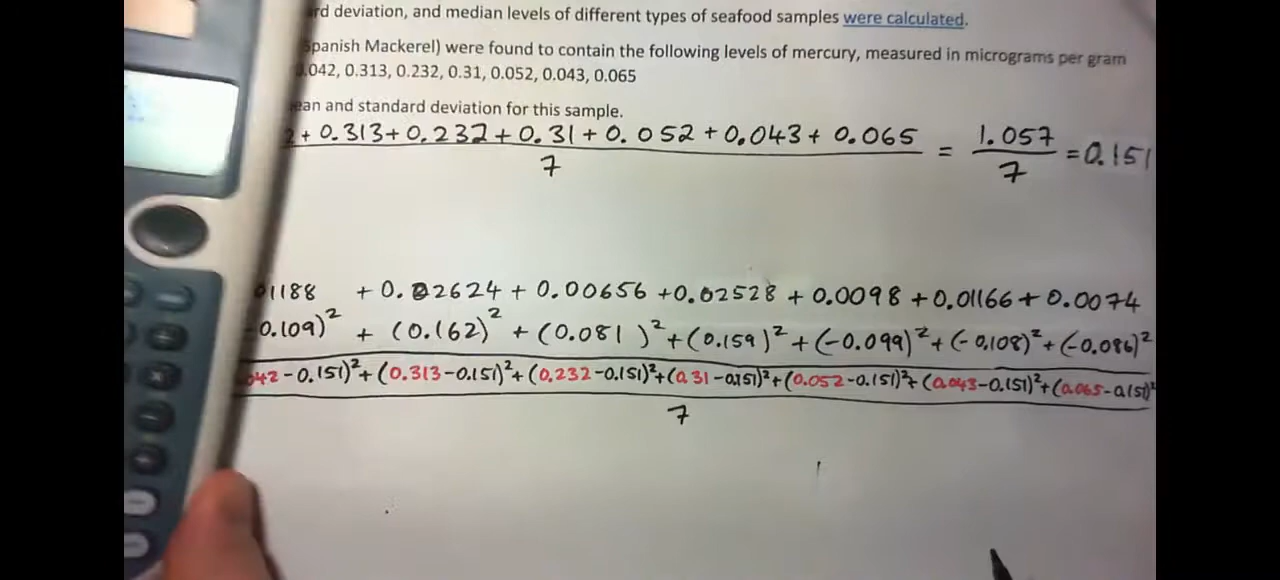 rd deviation, and median levels of different types of seafood samples were calculated.
Spanish Mackerel) were found to contain the following levels of mercury, measured in micrograms per gram
.042, 0.313, 0.232, 0.31, 0.052, 0.043, 0.065
ean and standard deviation for this sample.
2 + 0.313 + 0.232 + 0.31 + 0.052 + 0.043 + 0.065 = 1.057 = 0.151
7 7
01188 + 0.02624 + 0.00656 + 0.02528 + 0.0098 + 0.01166 + 0.0074
0.109)² + (0.162)² + (0.081)² + (0.159)² + (-0.099)² + (-0.108)² + (-0.086)²
042 - 0.151)² + (0.313 - 0.151)² + (0.232 - 0.151)² + (0.31 - 0.151)² + (0.052 - 0.151)² + (0.043 - 0.151)² + (0.065 - 0.151)²
7